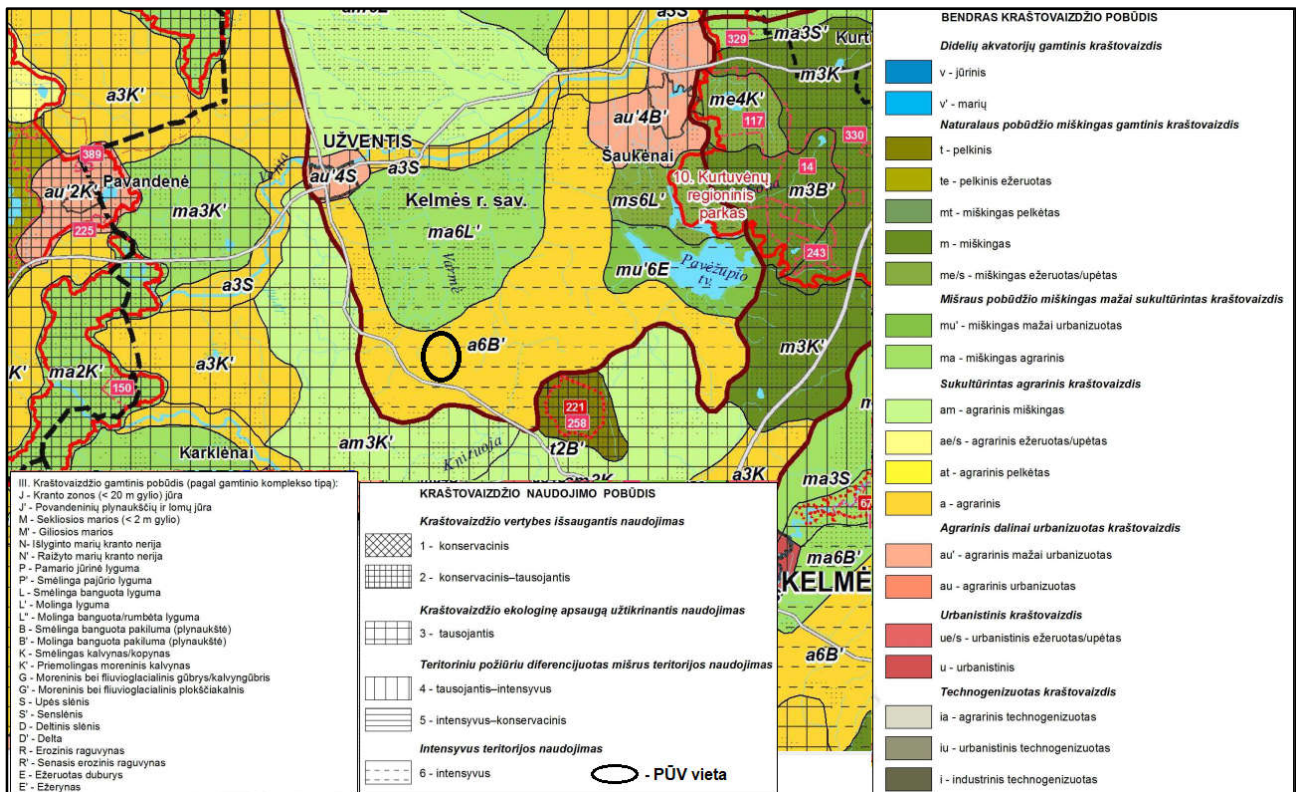 am6L'
a3S
329
ma3S'
Kurt
a3K'
m3K'
me4K'
au'4B'
117
330
389
UŽVENTIS
au'4S
a3S
Šaukėnai
14
au'2K'
Pavandenė
10. Kurtuvėnų
regioninis
parkas
m3B'
ma3K'
Kelmės r. sav.
ms6L'
225
ma6L'
Varmė
243
mu'6E
Pavėžupio
tv.
a3S
a6B'
m3K'
a3K'
K'
ma2K'
150
221
258
am3K'
Knituoja
t2B'
Karklėnai
am3K
a3K
ma3S
67
ma6B'
KELMĖ
a6B'
III. Kraštovaizdžio gamtinis pobūdis (pagal gamtinio komplekso tipą):
J - Kranto zonos (< 20 m gylio) jūra
J' - Povandeninių plynaukščių ir lomų jūra
M - Sekliosios marios (< 2 m gylio)
M' - Giliosios marios
N- Išlyginto marių kranto nerija
N' - Raižyto marių kranto nerija
P - Pamario jūrinė lyguma
P' - Smėlinga pajūrio lyguma
L - Smėlinga banguota lyguma
L' - Molinga lyguma
L" - Molinga banguota/rumbėta lyguma
B - Smėlinga banguota pakiluma (plynaukštė)
B' - Molinga banguota pakiluma (plynaukštė)
K - Smėlingas kalvynas/kopynas
K' - Priemolingas moreninis kalvynas
G - Moreninis bei fliuvioglacialinis gūbrys/kalvyngūbris
G' - Moreninis bei fliuvioglacialinis plokščiakalnis
S - Upės slėnis
S' - Senslėnis
D - Deltinis slėnis
D' - Delta
R - Erozinis raguvynas
R' - Senasis erozinis raguvynas
E - Ežeruotas duburys
E' - Ežerynas
KRAŠTOVAIZDŽIO NAUDOJIMO POBŪDIS
Kraštovaizdžio vertybes išsaugantis naudojimas
1 - konservacinis
2 - konservacinis–tausojantis
Kraštovaizdžio ekologinę apsaugą užtikrinantis naudojimas
3 - tausojantis
Teritoriniu požiūriu diferencijuotas mišrus teritorijos naudojimas
4 - tausojantis–intensyvus
5 - intensyvus–konservacinis
Intensyvus teritorijos naudojimas
6 - intensyvus
- PŪV vieta
BENDRAS KRAŠTOVAIZDŽIO POBŪDIS
Didelių akvatorijų gamtinis kraštovaizdis
v - jūrinis
v' - marių
Natūralaus pobūdžio miškingas gamtinis kraštovaizdis
t - pelkinis
te - pelkinis ežeruotas
mt - miškingas pelkėtas
m - miškingas
me/s - miškingas ežeruotas/upėtas
Mišraus pobūdžio miškingas mažai sukultūrintas kraštovaizdis
mu' - miškingas mažai urbanizuotas
ma - miškingas agrarinis
Sukultūrintas agrarinis kraštovaizdis
am - agrarinis miškingas
ae/s - agrarinis ežeruotas/upėtas
at - agrarinis pelkėtas
a - agrarinis
Agrarinis dalinai urbanizuotas kraštovaizdis
au' - agrarinis mažai urbanizuotas
au - agrarinis urbanizuotas
Urbanistinis kraštovaizdis
ue/s - urbanistinis ežeruotas/upėtas
u - urbanistinis
Technogenizuotas kraštovaizdis
ia - agrarinis technogenizuotas
iu - urbanistinis technogenizuotas
i - industrinis technogenizuotas